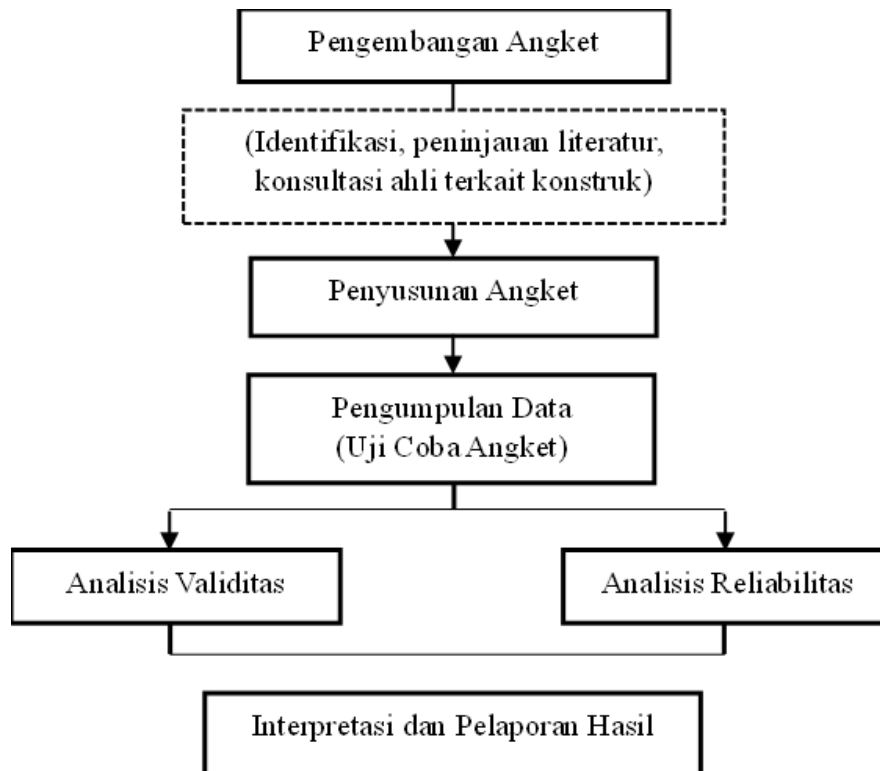 Pengembangan Angket
(Identifikasi, peninjauan literatur,
konsultasi ahli terkait konstruk)
Penyusunan Angket
Pengumpulan Data
(Uji Coba Angket)
Analisis Validitas
Analisis Reliabilitas
Interpretasi dan Pelaporan Hasil